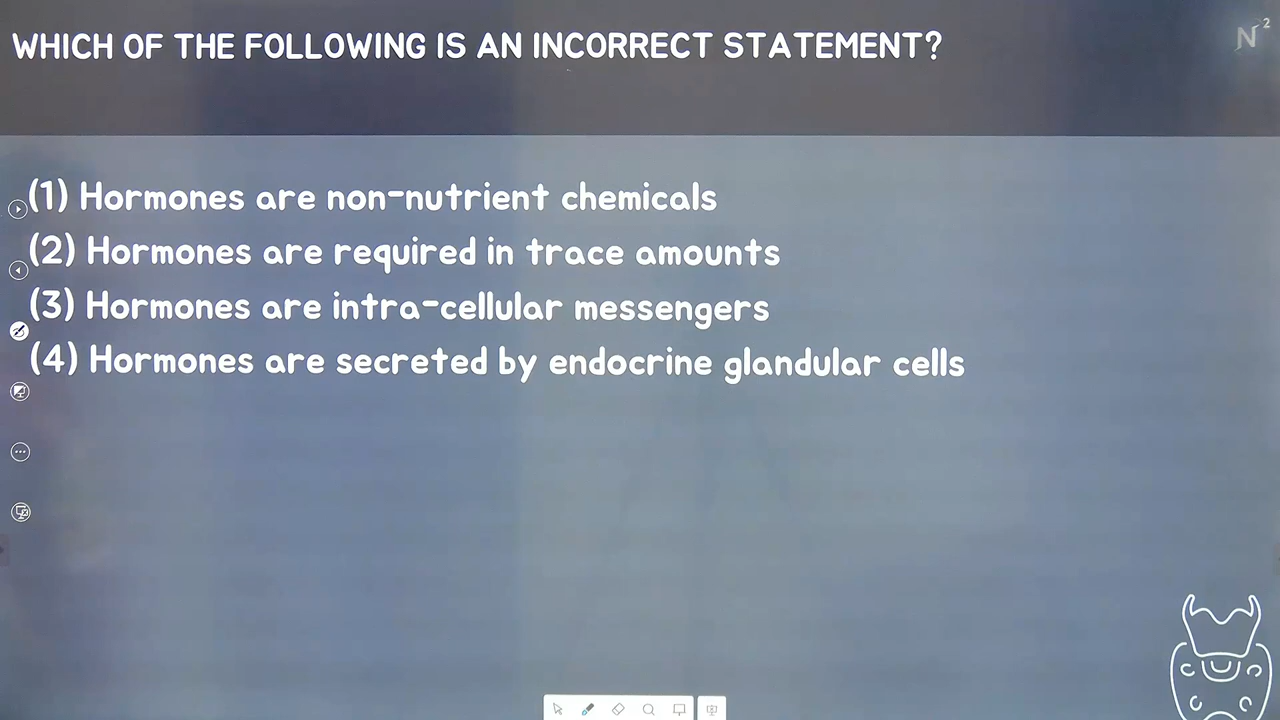 WHICH OF THE FOLLOWING IS AN INCORRECT STATEMENT?
N²
(1) Hormones are non-nutrient chemicals
(2) Hormones are required in trace amounts
(3) Hormones are intra-cellular messengers
(4) Hormones are secreted by endocrine glandular cells